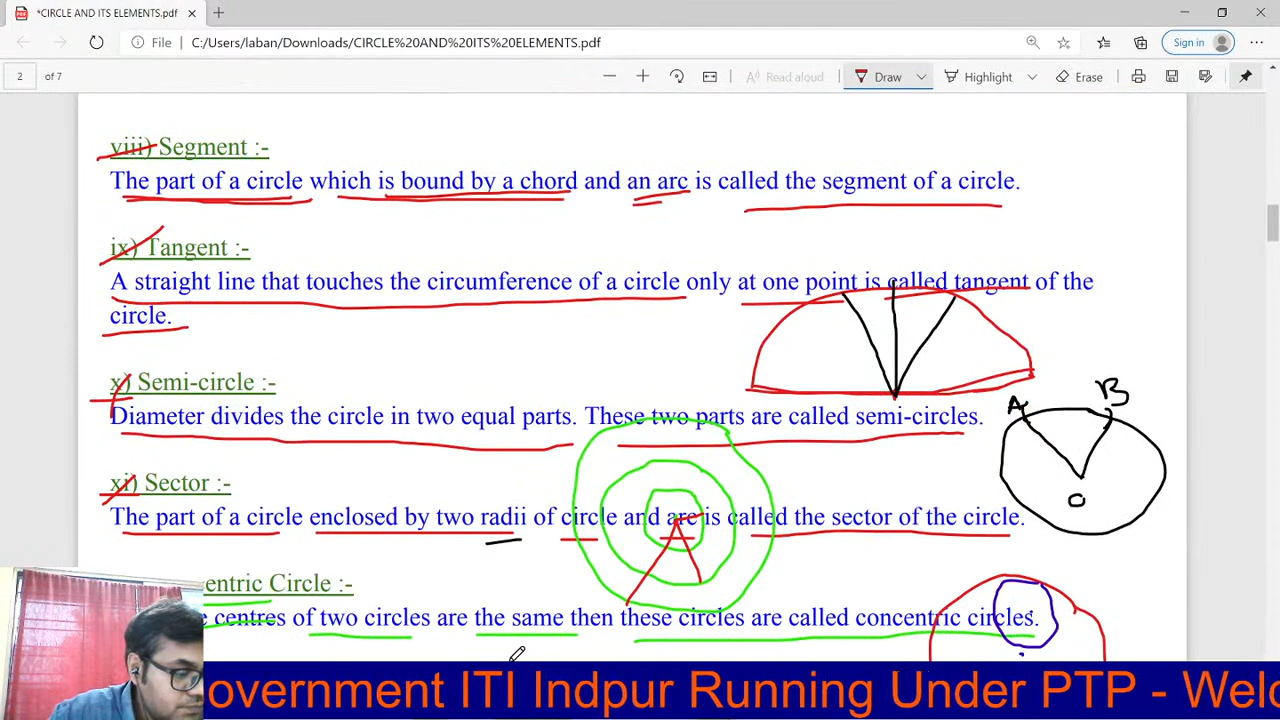 *CIRCLE AND ITS ELEMENTS.pdf
File C:/Users/laban/Downloads/CIRCLE%20AND%20ITS%20ELEMENTS.pdf Sign in
2 of 7 Read aloud Draw Highlight Erase
viii) Segment :-
The part of a circle which is bound by a chord and an arc is called the segment of a circle.
ix) Tangent :-
A straight line that touches the circumference of a circle only at one point is called tangent of the
circle.
x) Semi-circle :-
Diameter divides the circle in two equal parts. These two parts are called semi-circles.
A B
xi) Sector :-
The part of a circle enclosed by two radii of circle and arc is called the sector of the circle.
O
entric Circle :-
centres of two circles are the same then these circles are called concentric circles.
overnment ITI Indpur Running Under PTP - Welc